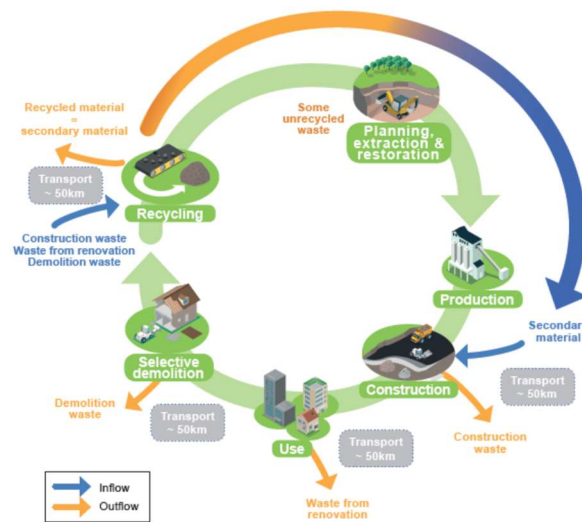 Recycled material
=
secondary material
Transport
~ 50km
Recycling
Construction waste
Waste from renovation
Demolition waste
Some
unrecycled
waste
Planning,
extraction &
restoration
Production
Secondary
material
Construction
Transport
~ 50km
Construction
waste
Use
Transport
~ 50km
Waste from
renovation
Selective
demolition
Transport
~ 50km
Demolition
waste
Inflow
Outflow